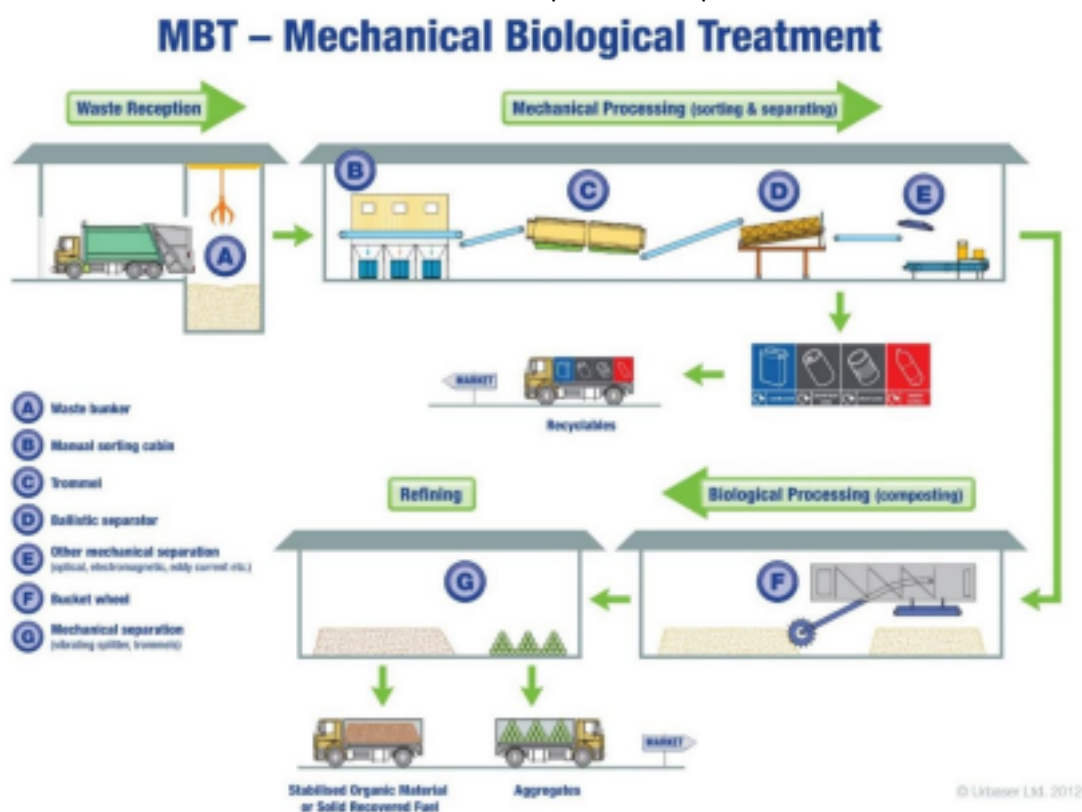 MBT – Mechanical Biological Treatment
Waste Reception
Mechanical Processing (sorting & separating)
A
B
C
D
E
MARKET
Recyclables
A Waste bunker
B Manual sorting cabin
C Trommel
D Ballistic separator
E Other mechanical separation
(optical, electromagnetic, eddy current etc.)
F Bucket wheel
G Mechanical separation
(vibrating splitter, trommels)
Refining
Biological Processing (composting)
G
F
MARKET
Stabilised Organic Material
or Solid Recovered Fuel
Aggregates
© Urbaser Ltd. 2012